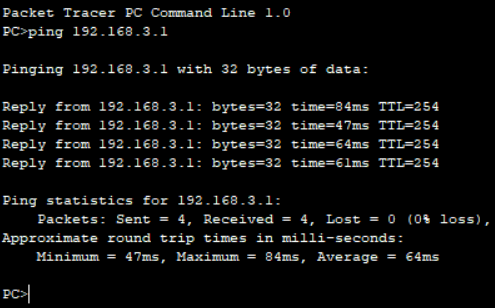 Packet Tracer PC Command Line 1.0
PC>ping 192.168.3.1
Pinging 192.168.3.1 with 32 bytes of data:
Reply from 192.168.3.1: bytes=32 time=84ms TTL=254
Reply from 192.168.3.1: bytes=32 time=47ms TTL=254
Reply from 192.168.3.1: bytes=32 time=64ms TTL=254
Reply from 192.168.3.1: bytes=32 time=61ms TTL=254
Ping statistics for 192.168.3.1:
Packets: Sent = 4, Received = 4, Lost = 0 (0% loss),
Approximate round trip times in milli-seconds:
Minimum = 47ms, Maximum = 84ms, Average = 64ms
PC>